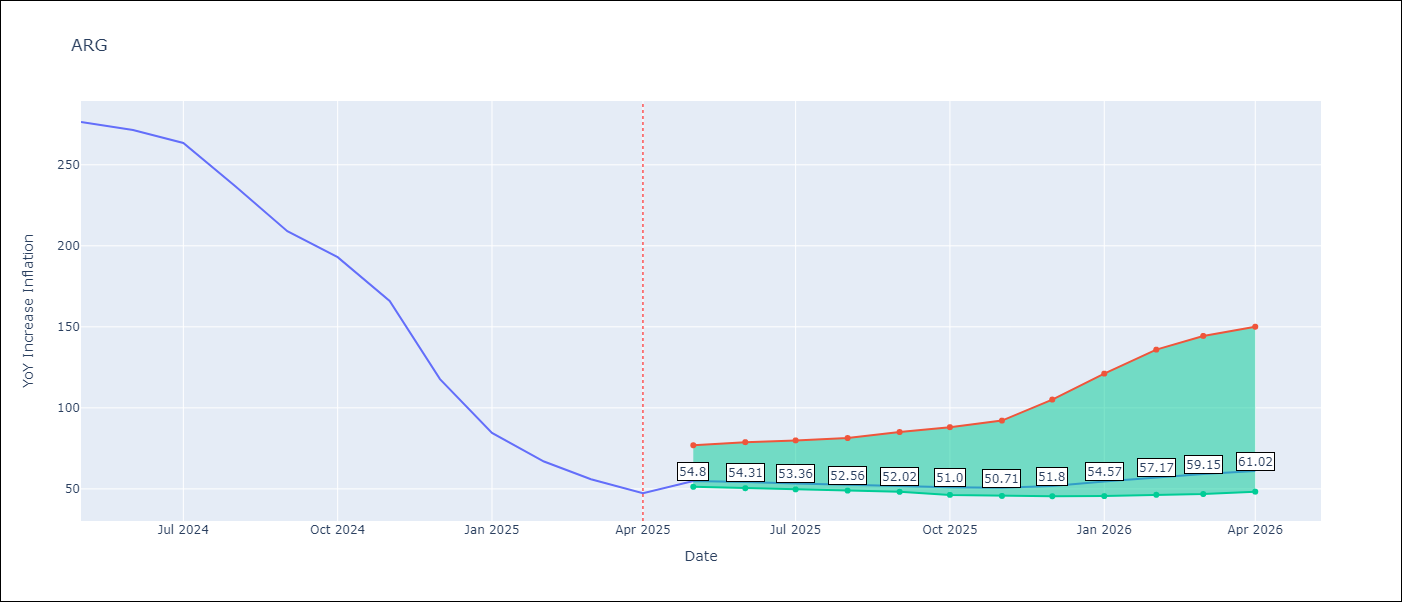 ARG
YoY Increase Inflation
250
200
150
100
50
54.8
54.31
53.36
52.56
52.02
51.0
50.71
51.8
54.57
57.17
59.15
61.02
Jul 2024
Oct 2024
Jan 2025
Apr 2025
Jul 2025
Oct 2025
Jan 2026
Apr 2026
Date